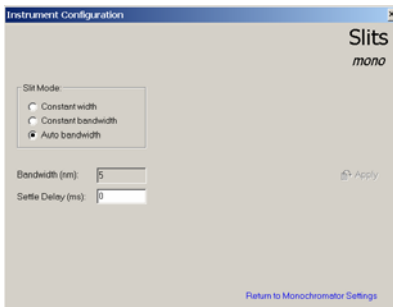 Instrument Configuration
Slits
mono
Slit Mode:
Constant width
Constant bandwidth
Auto bandwidth
Bandwidth (nm): 5
Apply
Settle Delay (ms): 0
Return to Monochromator Settings